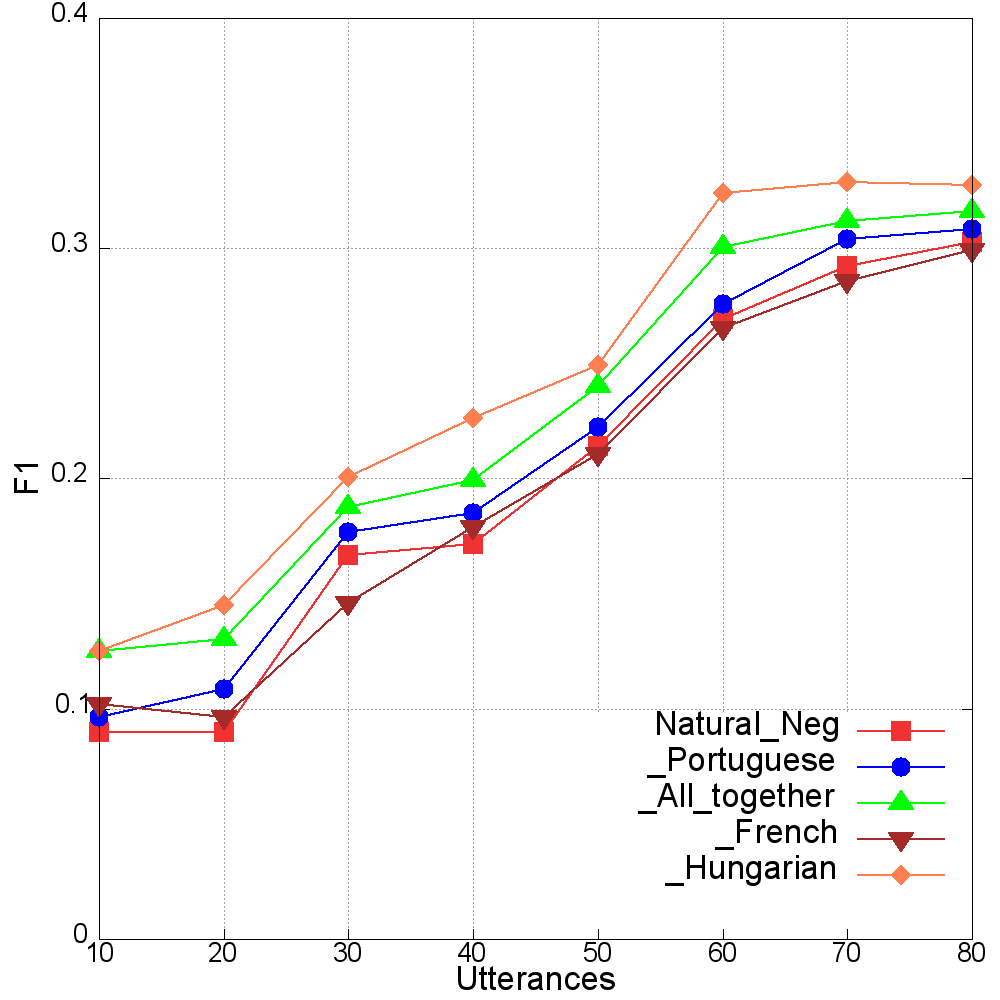 0.4
0.3
0.2
0.1
0
F1
Natural_Neg
_Portuguese
_All_together
_French
_Hungarian
10 20 30 40 50 60 70 80
Utterances